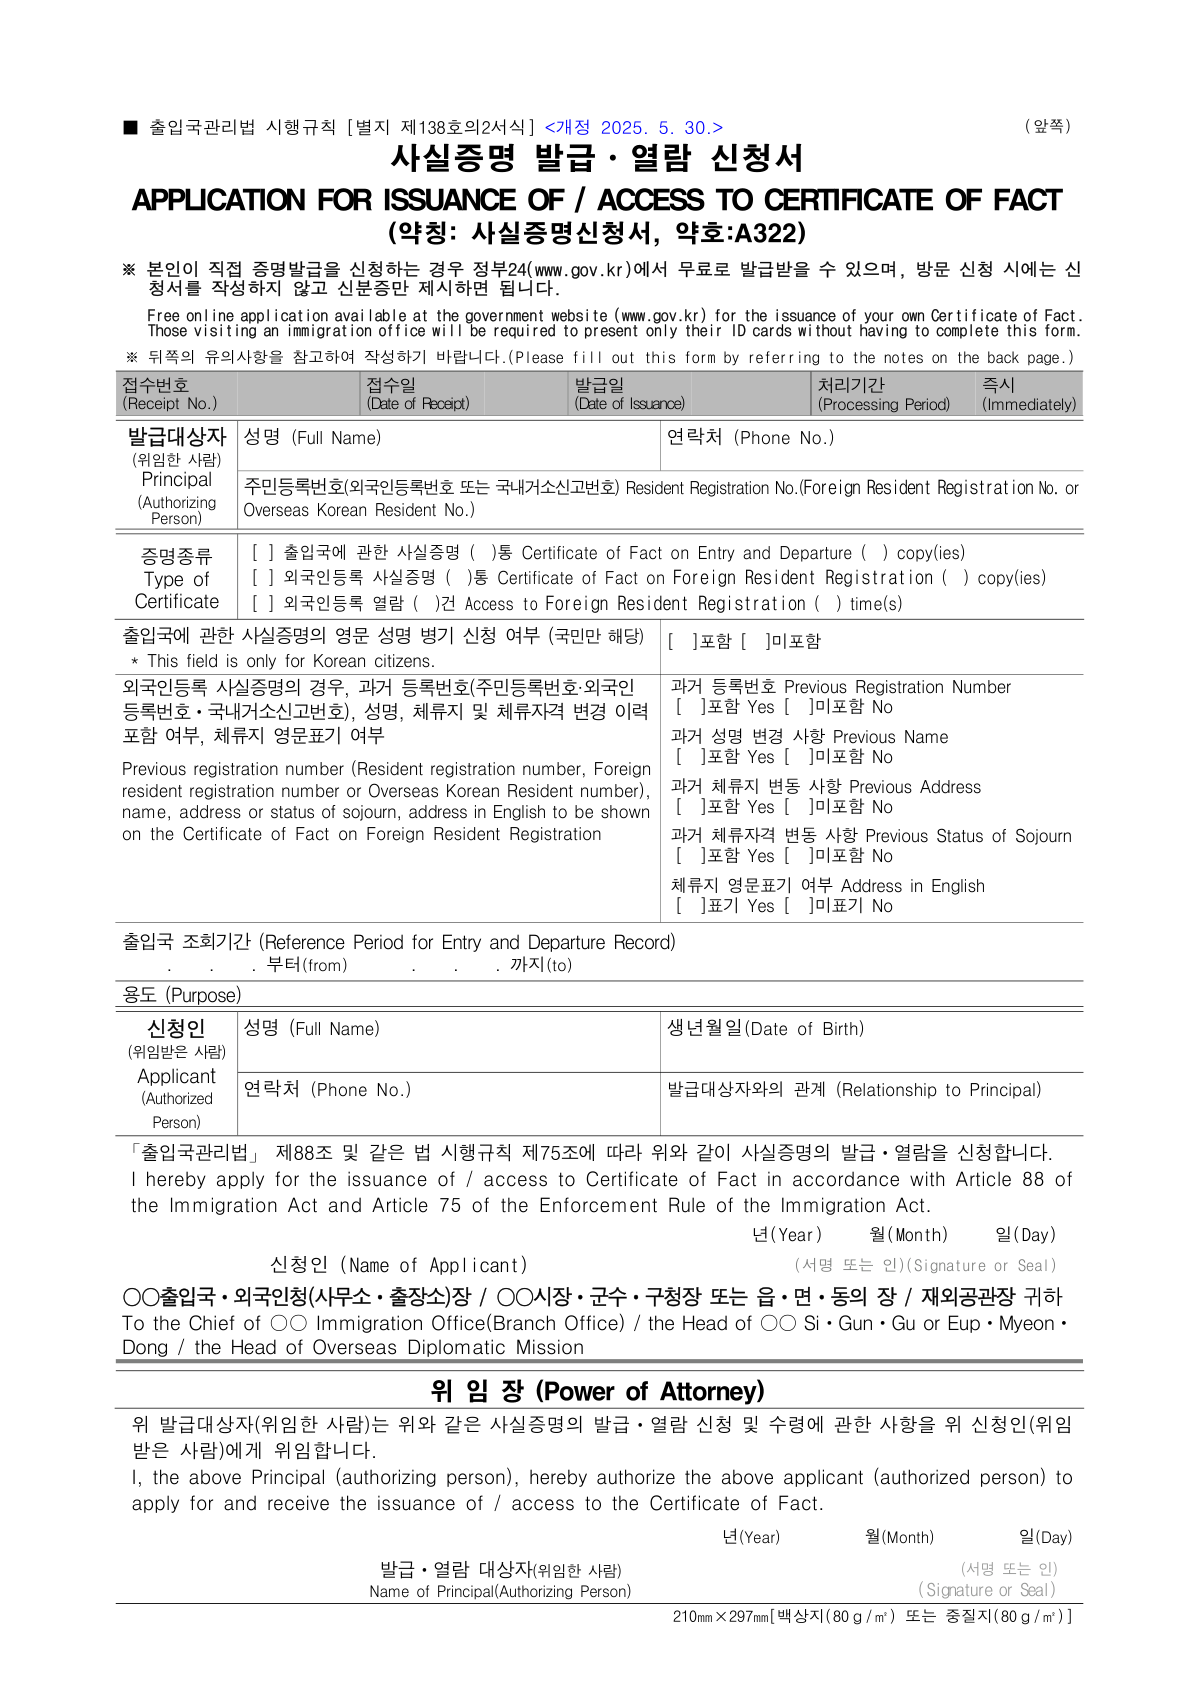 ■ 출입국관리법 시행규칙 [별지 제138호의2서식] <개정 2025. 5. 30.> (앞쪽)
사실증명 발급ㆍ열람 신청서
APPLICATION FOR ISSUANCE OF / ACCESS TO CERTIFICATE OF FACT
(약칭: 사실증명신청서, 약호:A322)
※ 본인이 직접 증명발급을 신청하는 경우 정부24(www.gov.kr)에서 무료로 발급받을 수 있으며, 방문 신청 시에는 신
청서를 작성하지 않고 신분증만 제시하면 됩니다.
Free online application available at the government website (www.gov.kr) for the issuance of your own Certificate of Fact.
Those visiting an immigration office will be required to present only their ID cards without having to complete this form.
※ 뒤쪽의 유의사항을 참고하여 작성하기 바랍니다.(Please fill out this form by referring to the notes on the back page.)
접수번호 접수일 발급일 처리기간 즉시
(Receipt No.) (Date of Receipt) (Date of Issuance) (Processing Period) (Immediately)
발급대상자
(위임한 사람)
Principal
(Authorizing
Person)
성명 (Full Name)
연락처 (Phone No.)
주민등록번호(외국인등록번호 또는 국내거소신고번호) Resident Registration No.(Foreign Resident Registration No. or
Overseas Korean Resident No.)
증명종류
Type of
Certificate
[ ] 출입국에 관한 사실증명 ( )통 Certificate of Fact on Entry and Departure ( ) copy(ies)
[ ] 외국인등록 사실증명 ( )통 Certificate of Fact on Foreign Resident Registration ( ) copy(ies)
[ ] 외국인등록 열람 ( )건 Access to Foreign Resident Registration ( ) time(s)
출입국에 관한 사실증명의 영문 성명 병기 신청 여부 (국민만 해당)
* This field is only for Korean citizens.
[ ]포함 [ ]미포함
외국인등록 사실증명의 경우, 과거 등록번호(주민등록번호·외국인
등록번호ㆍ국내거소신고번호), 성명, 체류지 및 체류자격 변경 이력
포함 여부, 체류지 영문표기 여부
Previous registration number (Resident registration number, Foreign
resident registration number or Overseas Korean Resident number),
name, address or status of sojourn, address in English to be shown
on the Certificate of Fact on Foreign Resident Registration
과거 등록번호 Previous Registration Number
[ ]포함 Yes [ ]미포함 No
과거 성명 변경 사항 Previous Name
[ ]포함 Yes [ ]미포함 No
과거 체류지 변동 사항 Previous Address
[ ]포함 Yes [ ]미포함 No
과거 체류자격 변동 사항 Previous Status of Sojourn
[ ]포함 Yes [ ]미포함 No
체류지 영문표기 여부 Address in English
[ ]표기 Yes [ ]미표기 No
출입국 조회기간 (Reference Period for Entry and Departure Record)
. . . 부터(from) . . . 까지(to)
용도 (Purpose)
신청인
(위임받은 사람)
Applicant
(Authorized
Person)
성명 (Full Name)
생년월일(Date of Birth)
연락처 (Phone No.)
발급대상자와의 관계 (Relationship to Principal)
「출입국관리법」 제88조 및 같은 법 시행규칙 제75조에 따라 위와 같이 사실증명의 발급ㆍ열람을 신청합니다.
I hereby apply for the issuance of / access to Certificate of Fact in accordance with Article 88 of
the Immigration Act and Article 75 of the Enforcement Rule of the Immigration Act.
년(Year) 월(Month) 일(Day)
신청인 (Name of Applicant) (서명 또는 인)(Signature or Seal)
○○출입국ㆍ외국인청(사무소ㆍ출장소)장 / ○○시장ㆍ군수ㆍ구청장 또는 읍ㆍ면ㆍ동의 장 / 재외공관장 귀하
To the Chief of ○○ Immigration Office(Branch Office) / the Head of ○○ SiㆍGunㆍGu or EupㆍMyeonㆍ
Dong / the Head of Overseas Diplomatic Mission
위 임 장 (Power of Attorney)
위 발급대상자(위임한 사람)는 위와 같은 사실증명의 발급ㆍ열람 신청 및 수령에 관한 사항을 위 신청인(위임
받은 사람)에게 위임합니다.
I, the above Principal (authorizing person), hereby authorize the above applicant (authorized person) to
apply for and receive the issuance of / access to the Certificate of Fact.
년(Year) 월(Month) 일(Day)
발급ㆍ열람 대상자(위임한 사람) (서명 또는 인)
Name of Principal(Authorizing Person) (Signature or Seal)
210㎜×297㎜[백상지(80ｇ/㎡) 또는 중질지(80ｇ/㎡)]